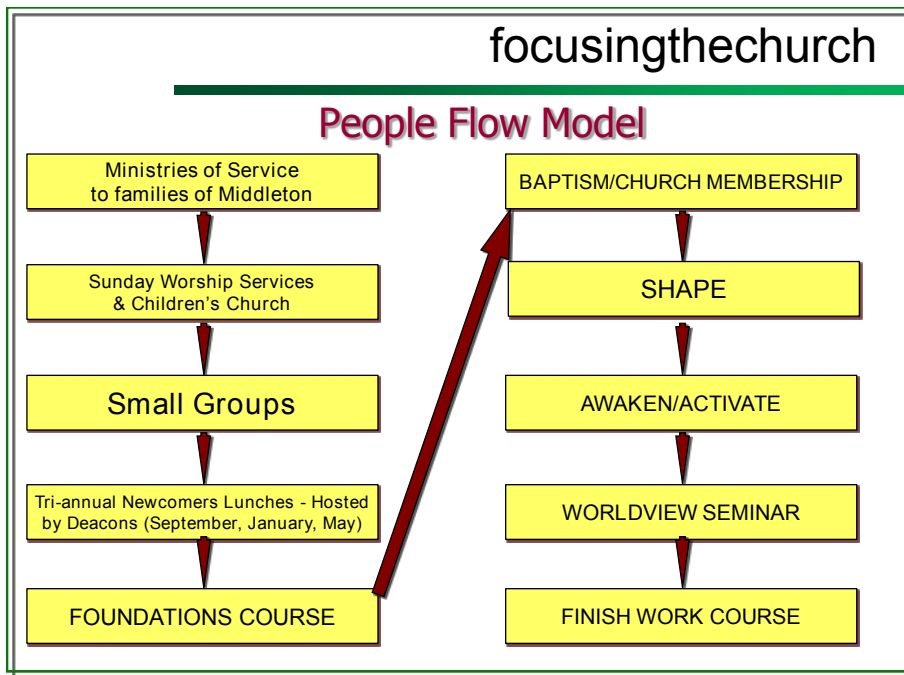 focusingthechurch
People Flow Model
Ministries of Service
to families of Middleton
Sunday Worship Services
& Children's Church
Small Groups
Tri-annual Newcomers Lunches - Hosted
by Deacons (September, January, May)
FOUNDATIONS COURSE
BAPTISM/CHURCH MEMBERSHIP
SHAPE
AWAKEN/ACTIVATE
WORLDVIEW SEMINAR
FINISH WORK COURSE